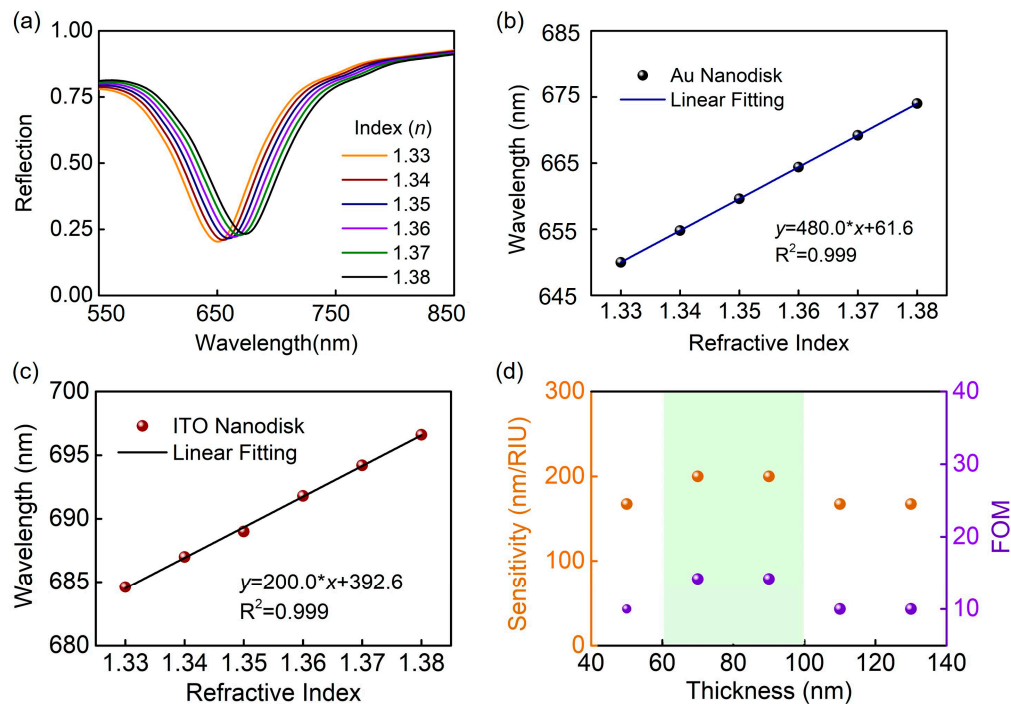 (a)
1.00
0.75
0.50
0.25
0.00
Reflection
550
650
750
850
Wavelength(nm)
Index (n)
1.33
1.34
1.35
1.36
1.37
1.38
(b)
685
675
665
655
645
Wavelength (nm)
Au Nanodisk
Linear Fitting
y=480.0*x+61.6
R²=0.999
1.33
1.34
1.35
1.36
1.37
1.38
Refractive Index
(c)
700
695
690
685
680
Wavelength (nm)
ITO Nanodisk
Linear Fitting
y=200.0*x+392.6
R²=0.999
1.33
1.34
1.35
1.36
1.37
1.38
Refractive Index
(d)
300
200
100
0
Sensitivity (nm/RIU)
40
30
20
10
FOM
40
60
80
100
120
140
Thickness (nm)